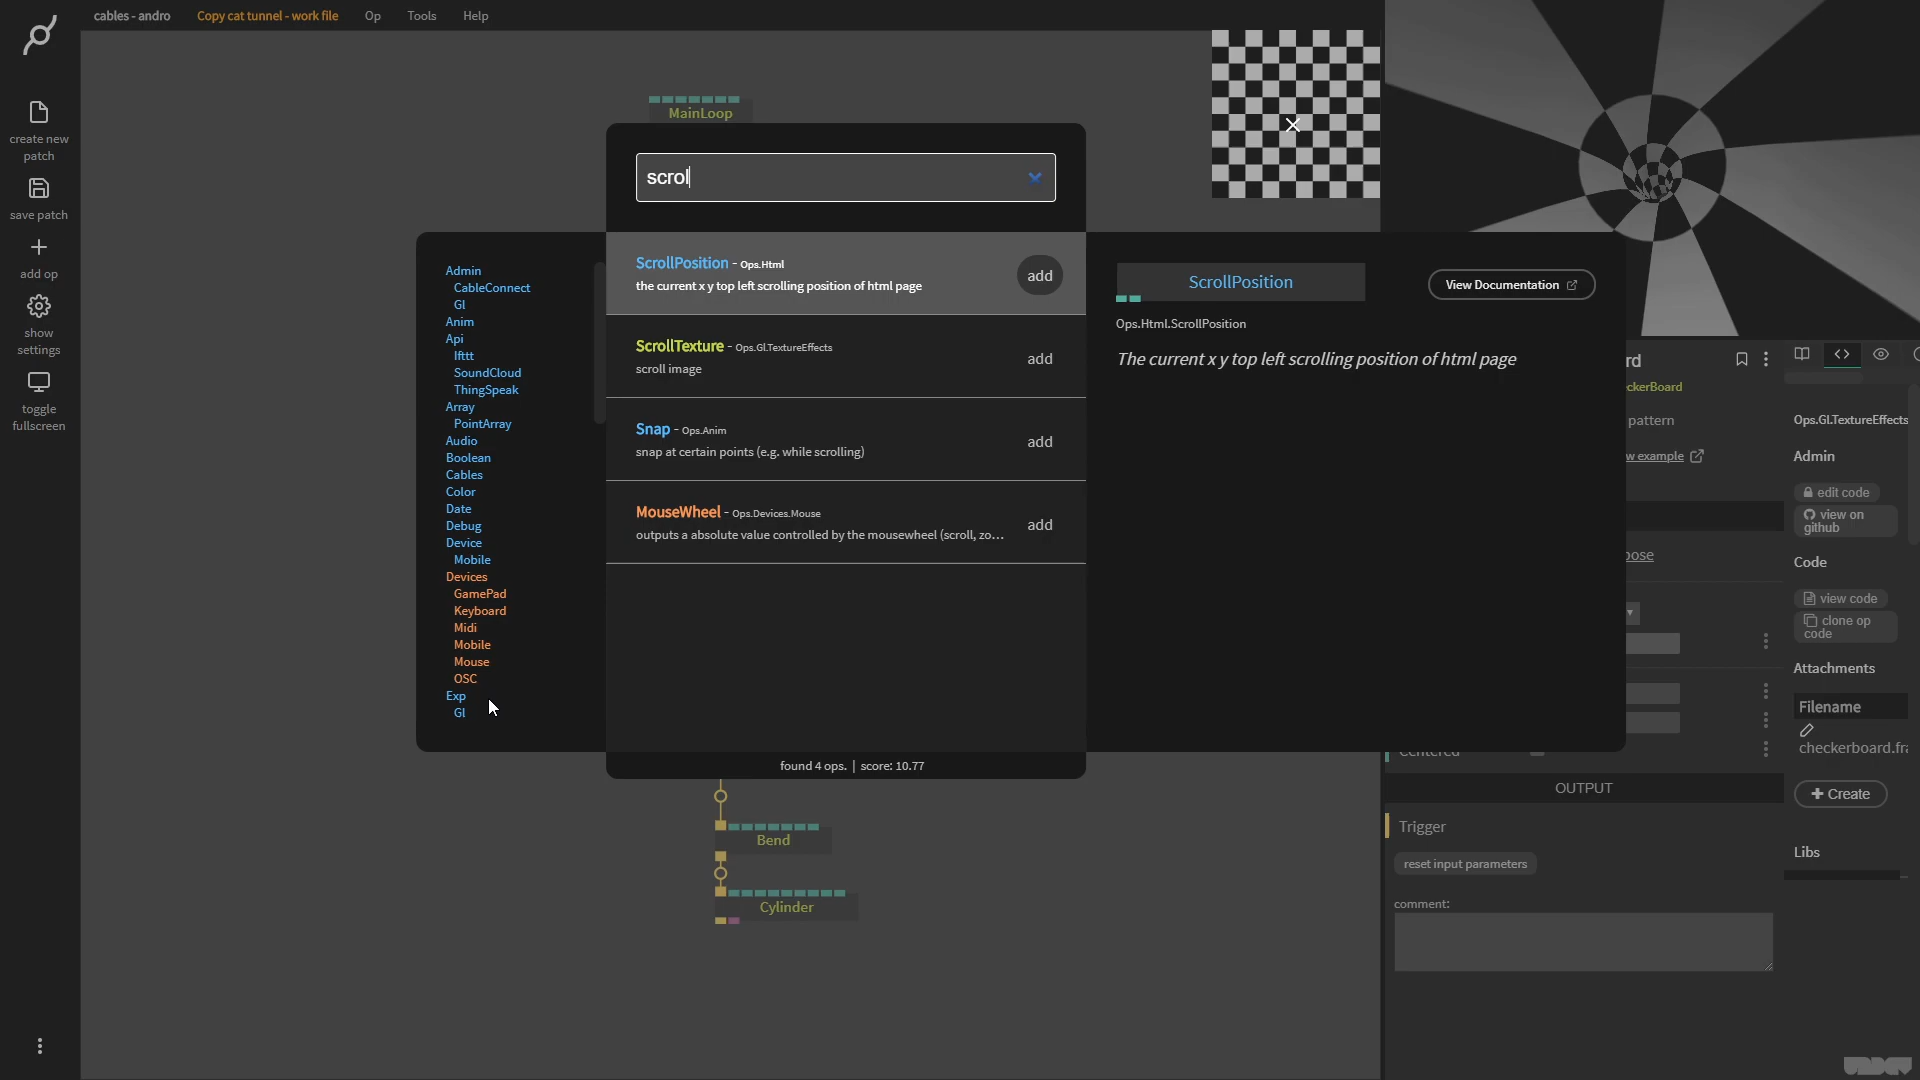 cables - andro
Copy cat tunnel - work file
Op
Tools
Help
create new
patch
save patch
add op
show
settings
toggle
fullscreen
MainLoop
scrol
Admin
CableConnect
Gl
Anim
Api
Ifttt
SoundCloud
ThingSpeak
Array
PointArray
Audio
Boolean
Cables
Color
Date
Debug
Device
Mobile
Devices
GamePad
Keyboard
Midi
Mobile
Mouse
OSC
Exp
Gl
ScrollPosition - Ops.Html
the current x y top left scrolling position of html page
add
ScrollTexture - Ops.Gl.TextureEffects
scroll image
add
Snap - Ops.Anim
snap at certain points (e.g. while scrolling)
add
MouseWheel - Ops.Devices.Mouse
outputs a absolute value controlled by the mousewheel (scroll, zo...
add
found 4 ops. | score: 10.77
ScrollPosition
View Documentation
Ops.Html.ScrollPosition
The current x y top left scrolling position of html page
Bend
Cylinder
rd
ckerBoard
pattern
w example
pose
Centered
OUTPUT
Trigger
reset input parameters
comment:
Ops.Gl.TextureEffects
Admin
edit code
view on
github
Code
view code
clone op
code
Attachments
Filename
checkerboard.fra
+ Create
Libs